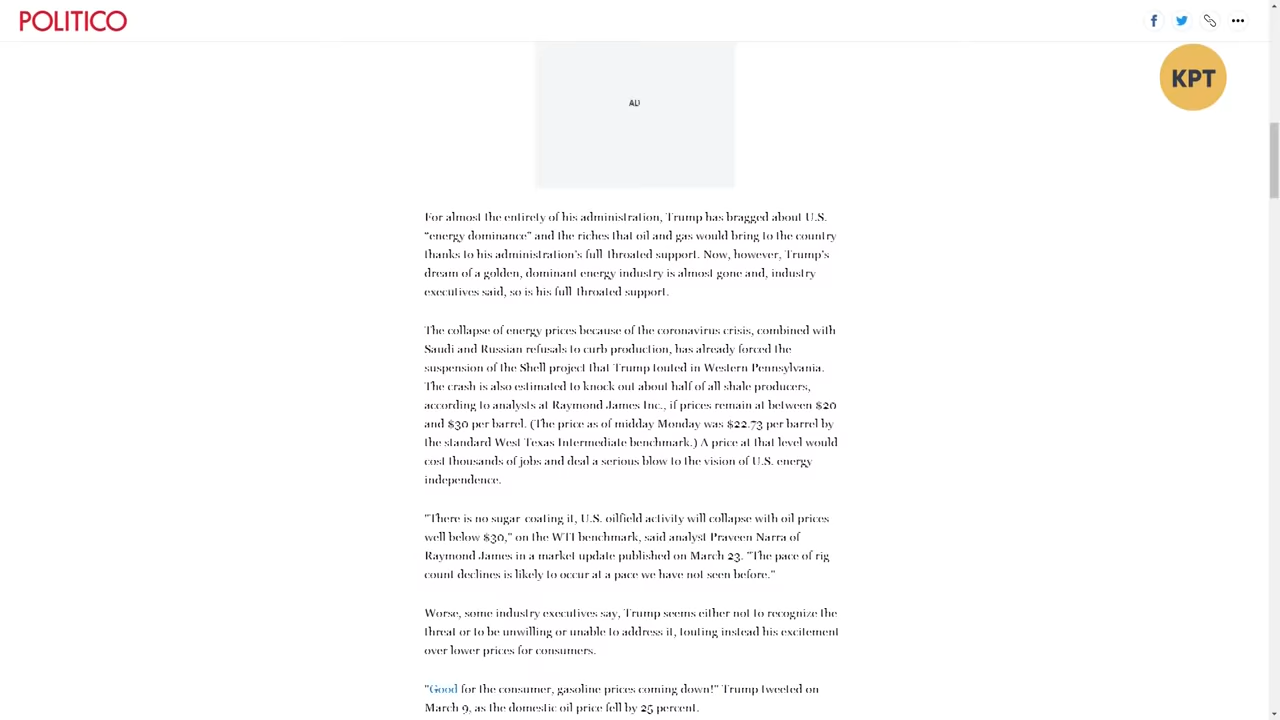 POLITICO
KPT
AD
For almost the entirety of his administration, Trump has bragged about U.S.
“energy dominance” and the riches that oil and gas would bring to the country
thanks to his administration’s full-throated support. Now, however, Trump’s
dream of a golden, dominant energy industry is almost gone and, industry
executives said, so is his full-throated support.
The collapse of energy prices because of the coronavirus crisis, combined with
Saudi and Russian refusals to curb production, has already forced the
suspension of the Shell project that Trump touted in Western Pennsylvania.
The crash is also estimated to knock out about half of all shale producers,
according to analysts at Raymond James Inc., if prices remain at between $20
and $30 per barrel. (The price as of midday Monday was $22.73 per barrel by
the standard West Texas Intermediate benchmark.) A price at that level would
cost thousands of jobs and deal a serious blow to the vision of U.S. energy
independence.
"There is no sugar-coating it, U.S. oilfield activity will collapse with oil prices
well below $30," on the WTI benchmark, said analyst Praveen Narra of
Raymond James in a market update published on March 23. "The pace of rig
count declines is likely to occur at a pace we have not seen before."
Worse, some industry executives say, Trump seems either not to recognize the
threat or to be unwilling or unable to address it, touting instead his excitement
over lower prices for consumers.
"Good for the consumer, gasoline prices coming down!" Trump tweeted on
March 9, as the domestic oil price fell by 25 percent.